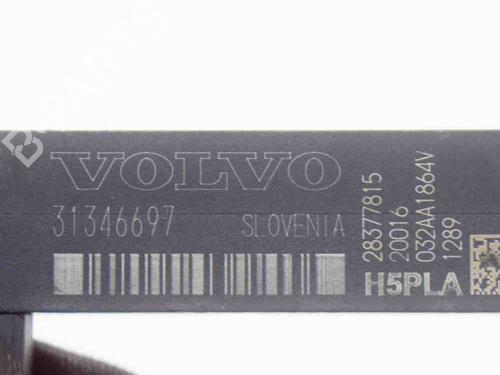 VOLVO
31346697 SLOVENIA
28377815
20016
032AA1864V
1289
H5PLA